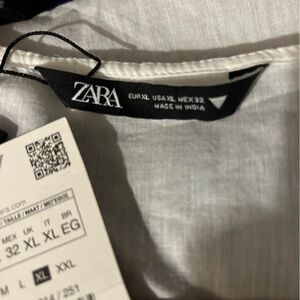 ZARA
EUR XL USA XL MEX 32
MADE IN INDIA
ara.com
/TAILLE/MAAT/
MEX UK IT BR
32 XL XL EG
M L XL XXL
/251